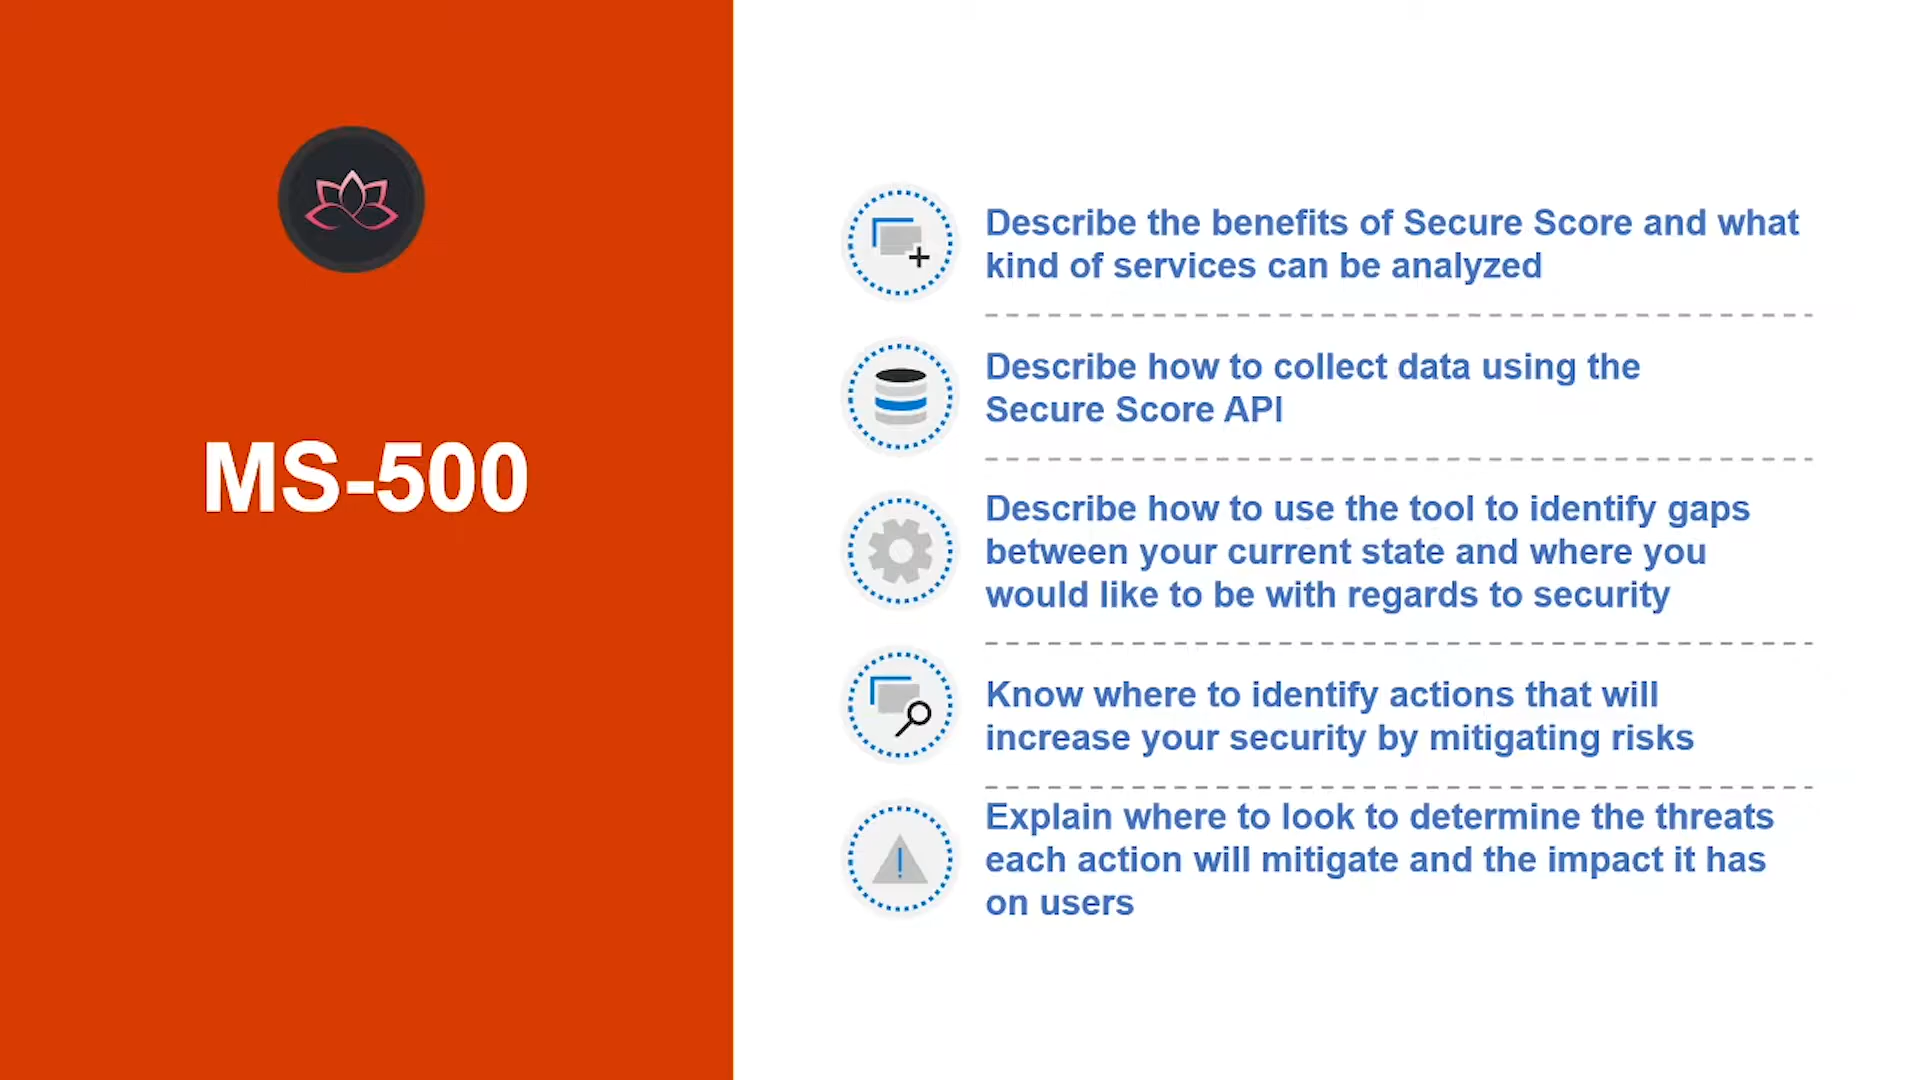 MS-500
Describe the benefits of Secure Score and what
kind of services can be analyzed
Describe how to collect data using the
Secure Score API
Describe how to use the tool to identify gaps
between your current state and where you
would like to be with regards to security
Know where to identify actions that will
increase your security by mitigating risks
Explain where to look to determine the threats
each action will mitigate and the impact it has
on users